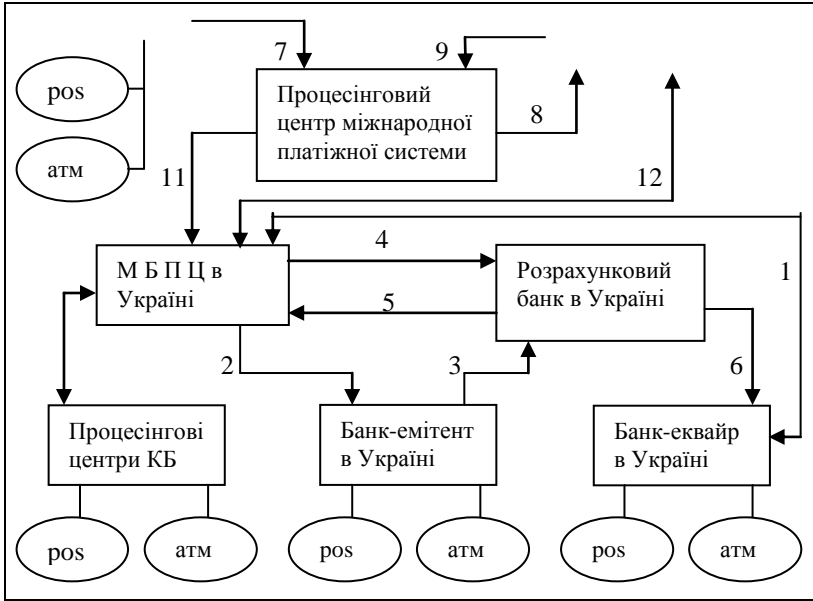 7
9
pos
Процесінговий
центр міжнародної
платіжної системи
8
атм
11
12
4
1
М Б П Ц в
Україні
Розрахунковий
банк в Україні
5
2
3
6
Процесінгові
центри КБ
Банк-емітент
в Україні
Банк-еквайр
в Україні
pos
атм
pos
атм
pos
атм